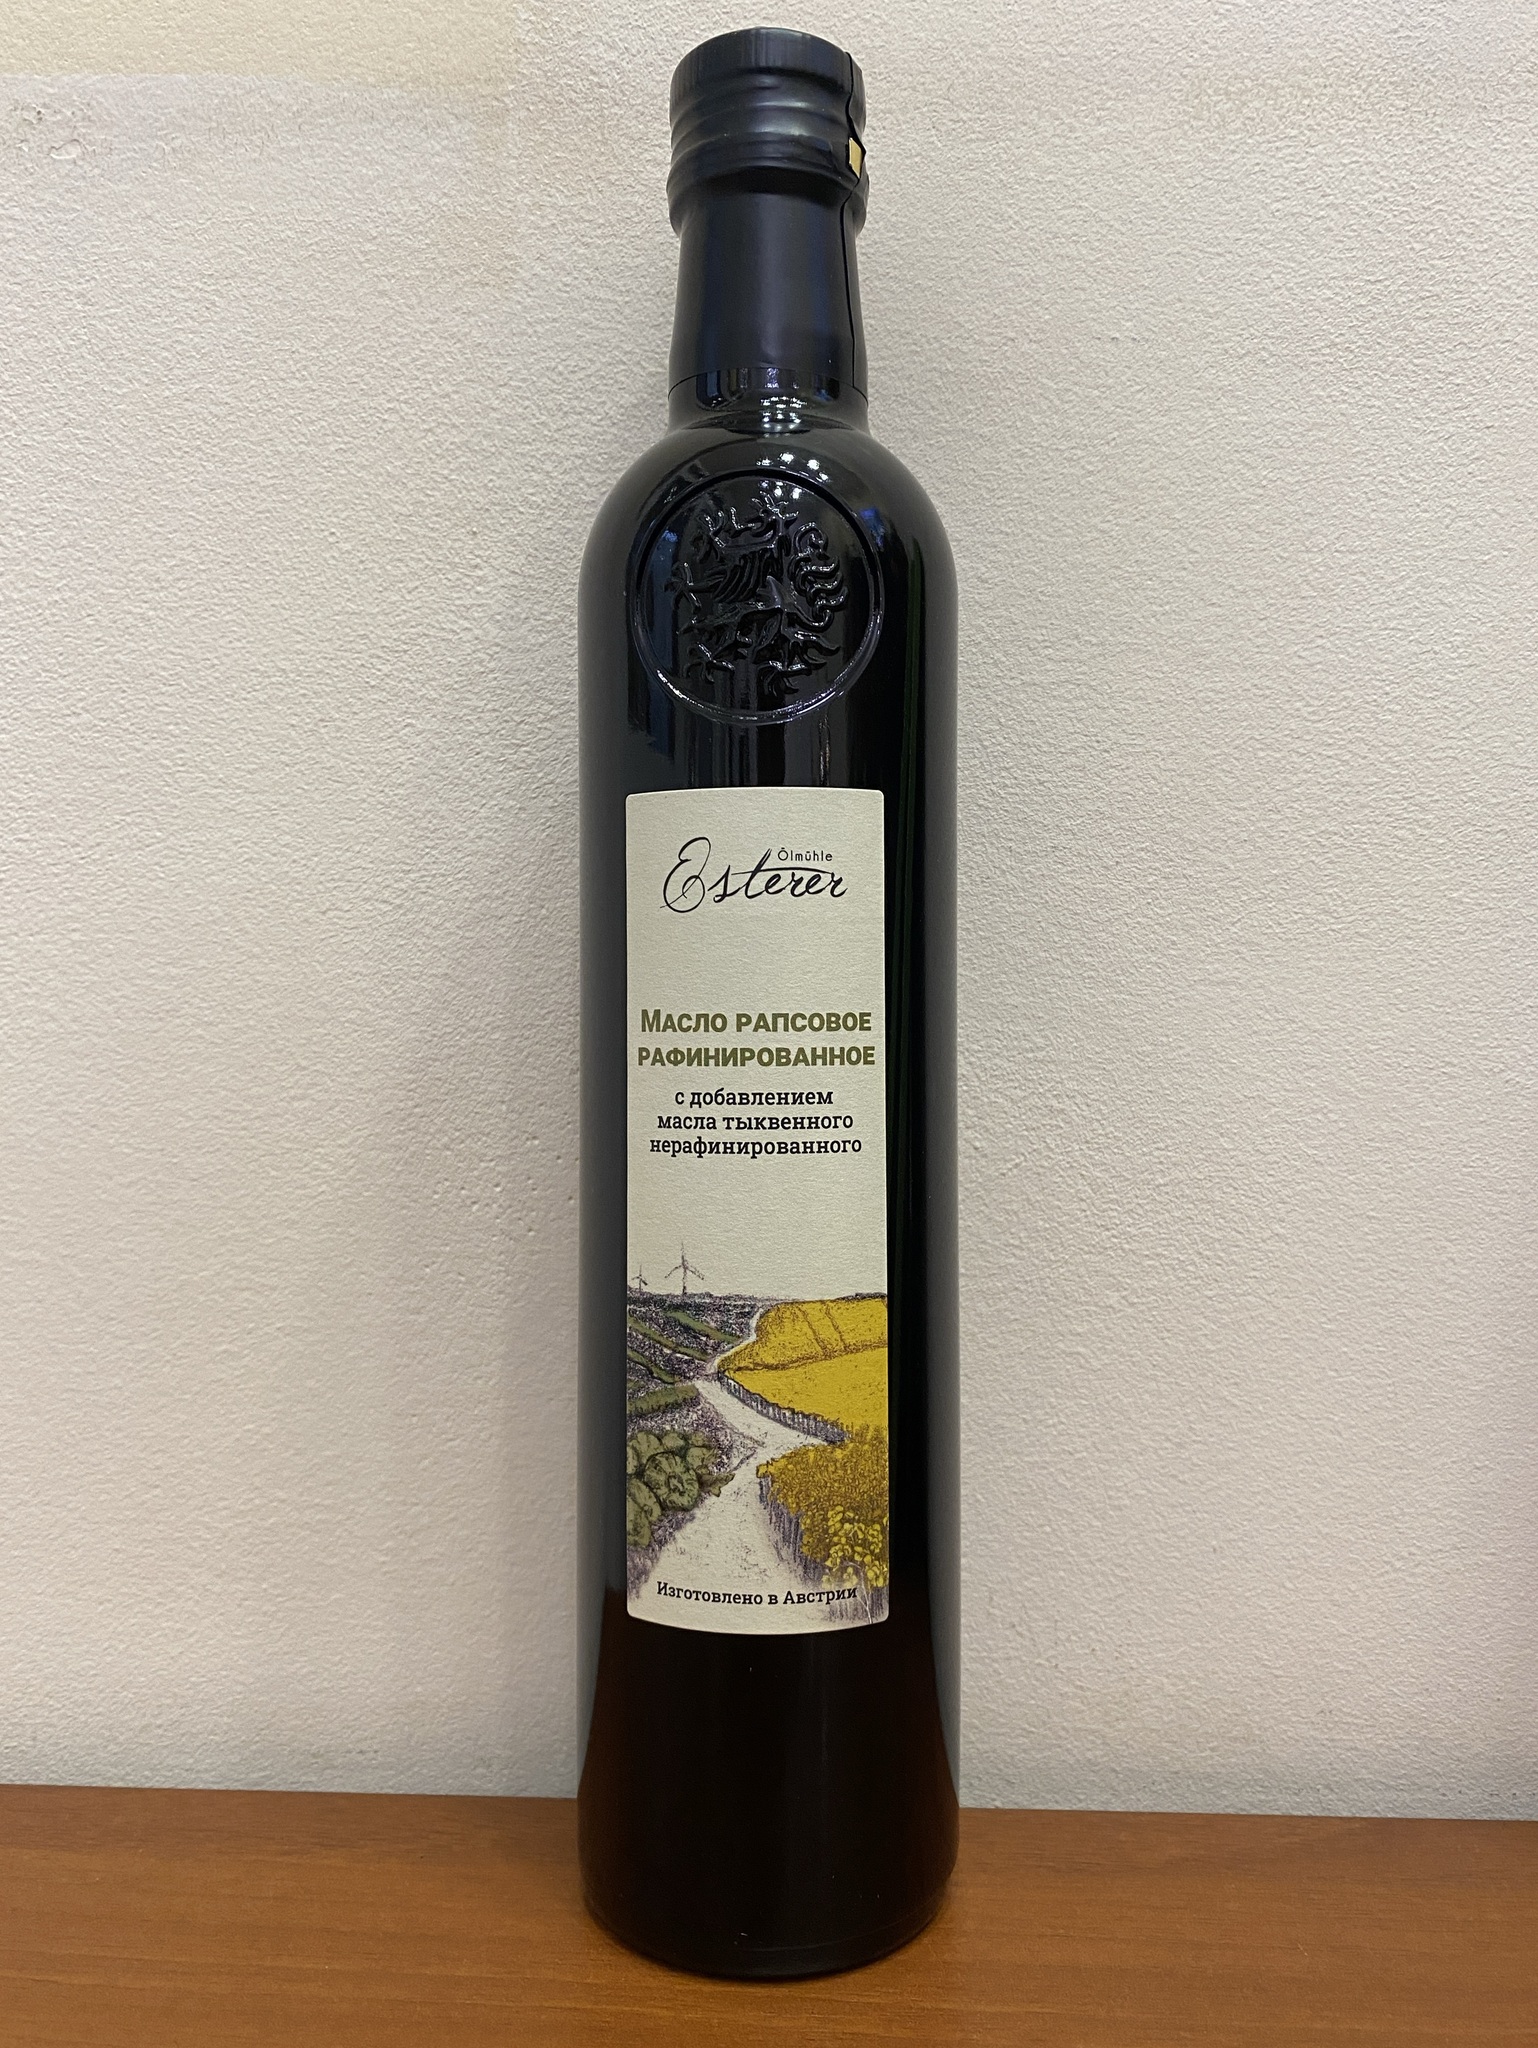 Ölmühle
Esterer
Масло рапсовое
рафинированное
с добавлением
масла тыквенного
нерафинированного
Изготовлено в Австрии